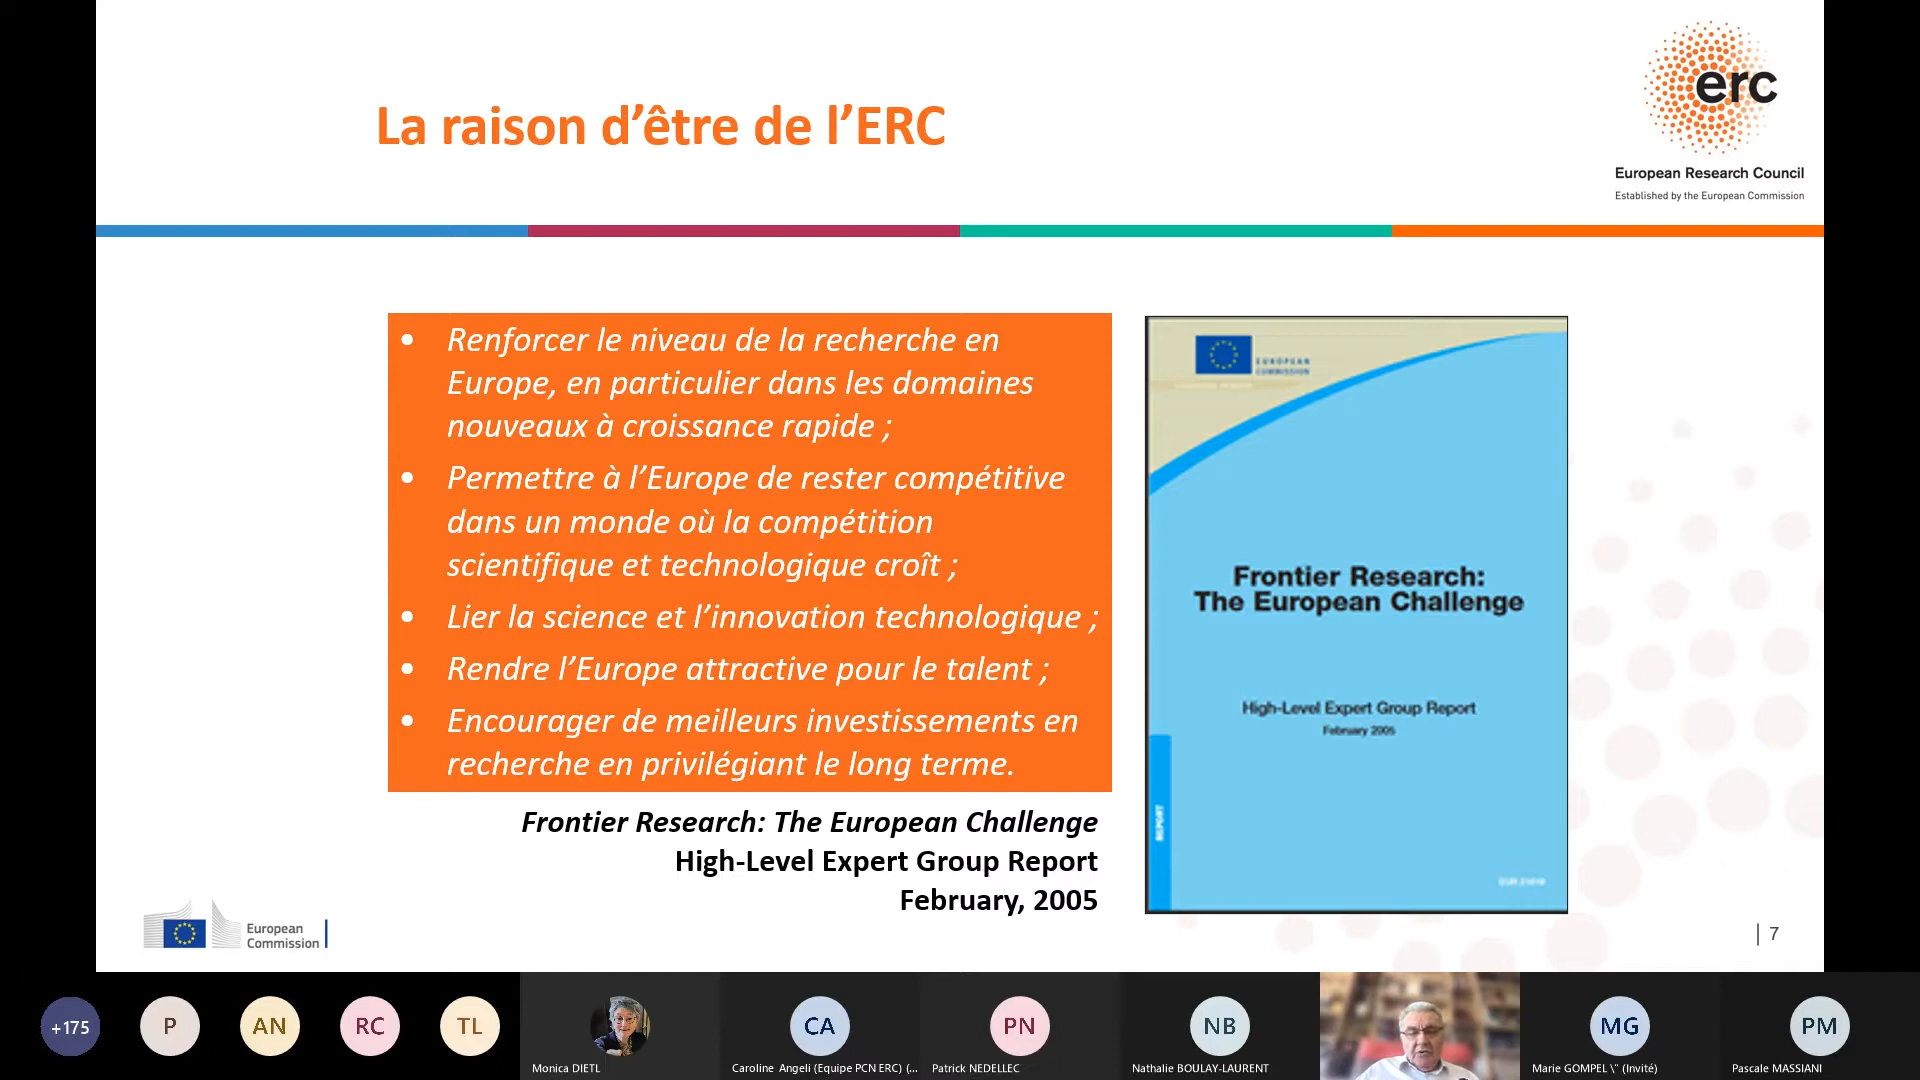 La raison d’être de l’ERC
erc
European Research Council
Established by the European Commission
• Renforcer le niveau de la recherche en
Europe, en particulier dans les domaines
nouveaux à croissance rapide ;
• Permettre à l’Europe de rester compétitive
dans un monde où la compétition
scientifique et technologique croît ;
• Lier la science et l’innovation technologique ;
• Rendre l’Europe attractive pour le talent ;
• Encourager de meilleurs investissements en
recherche en privilégiant le long terme.
Frontier Research: The European Challenge
High-Level Expert Group Report
February, 2005
EUROPEAN
COMMISSION
Frontier Research:
The European Challenge
High-Level Expert Group Report
February 2005
REPORT
European
Commission
| 7
+175
P
AN
RC
TL
Monica DIETL
CA
Caroline Angeli (Equipe PCN ERC) (...
PN
Patrick NEDELLEC
NB
Nathalie BOULAY-LAURENT
MG
Marie GOMPEL \" (Invité)
PM
Pascale MASSIANI